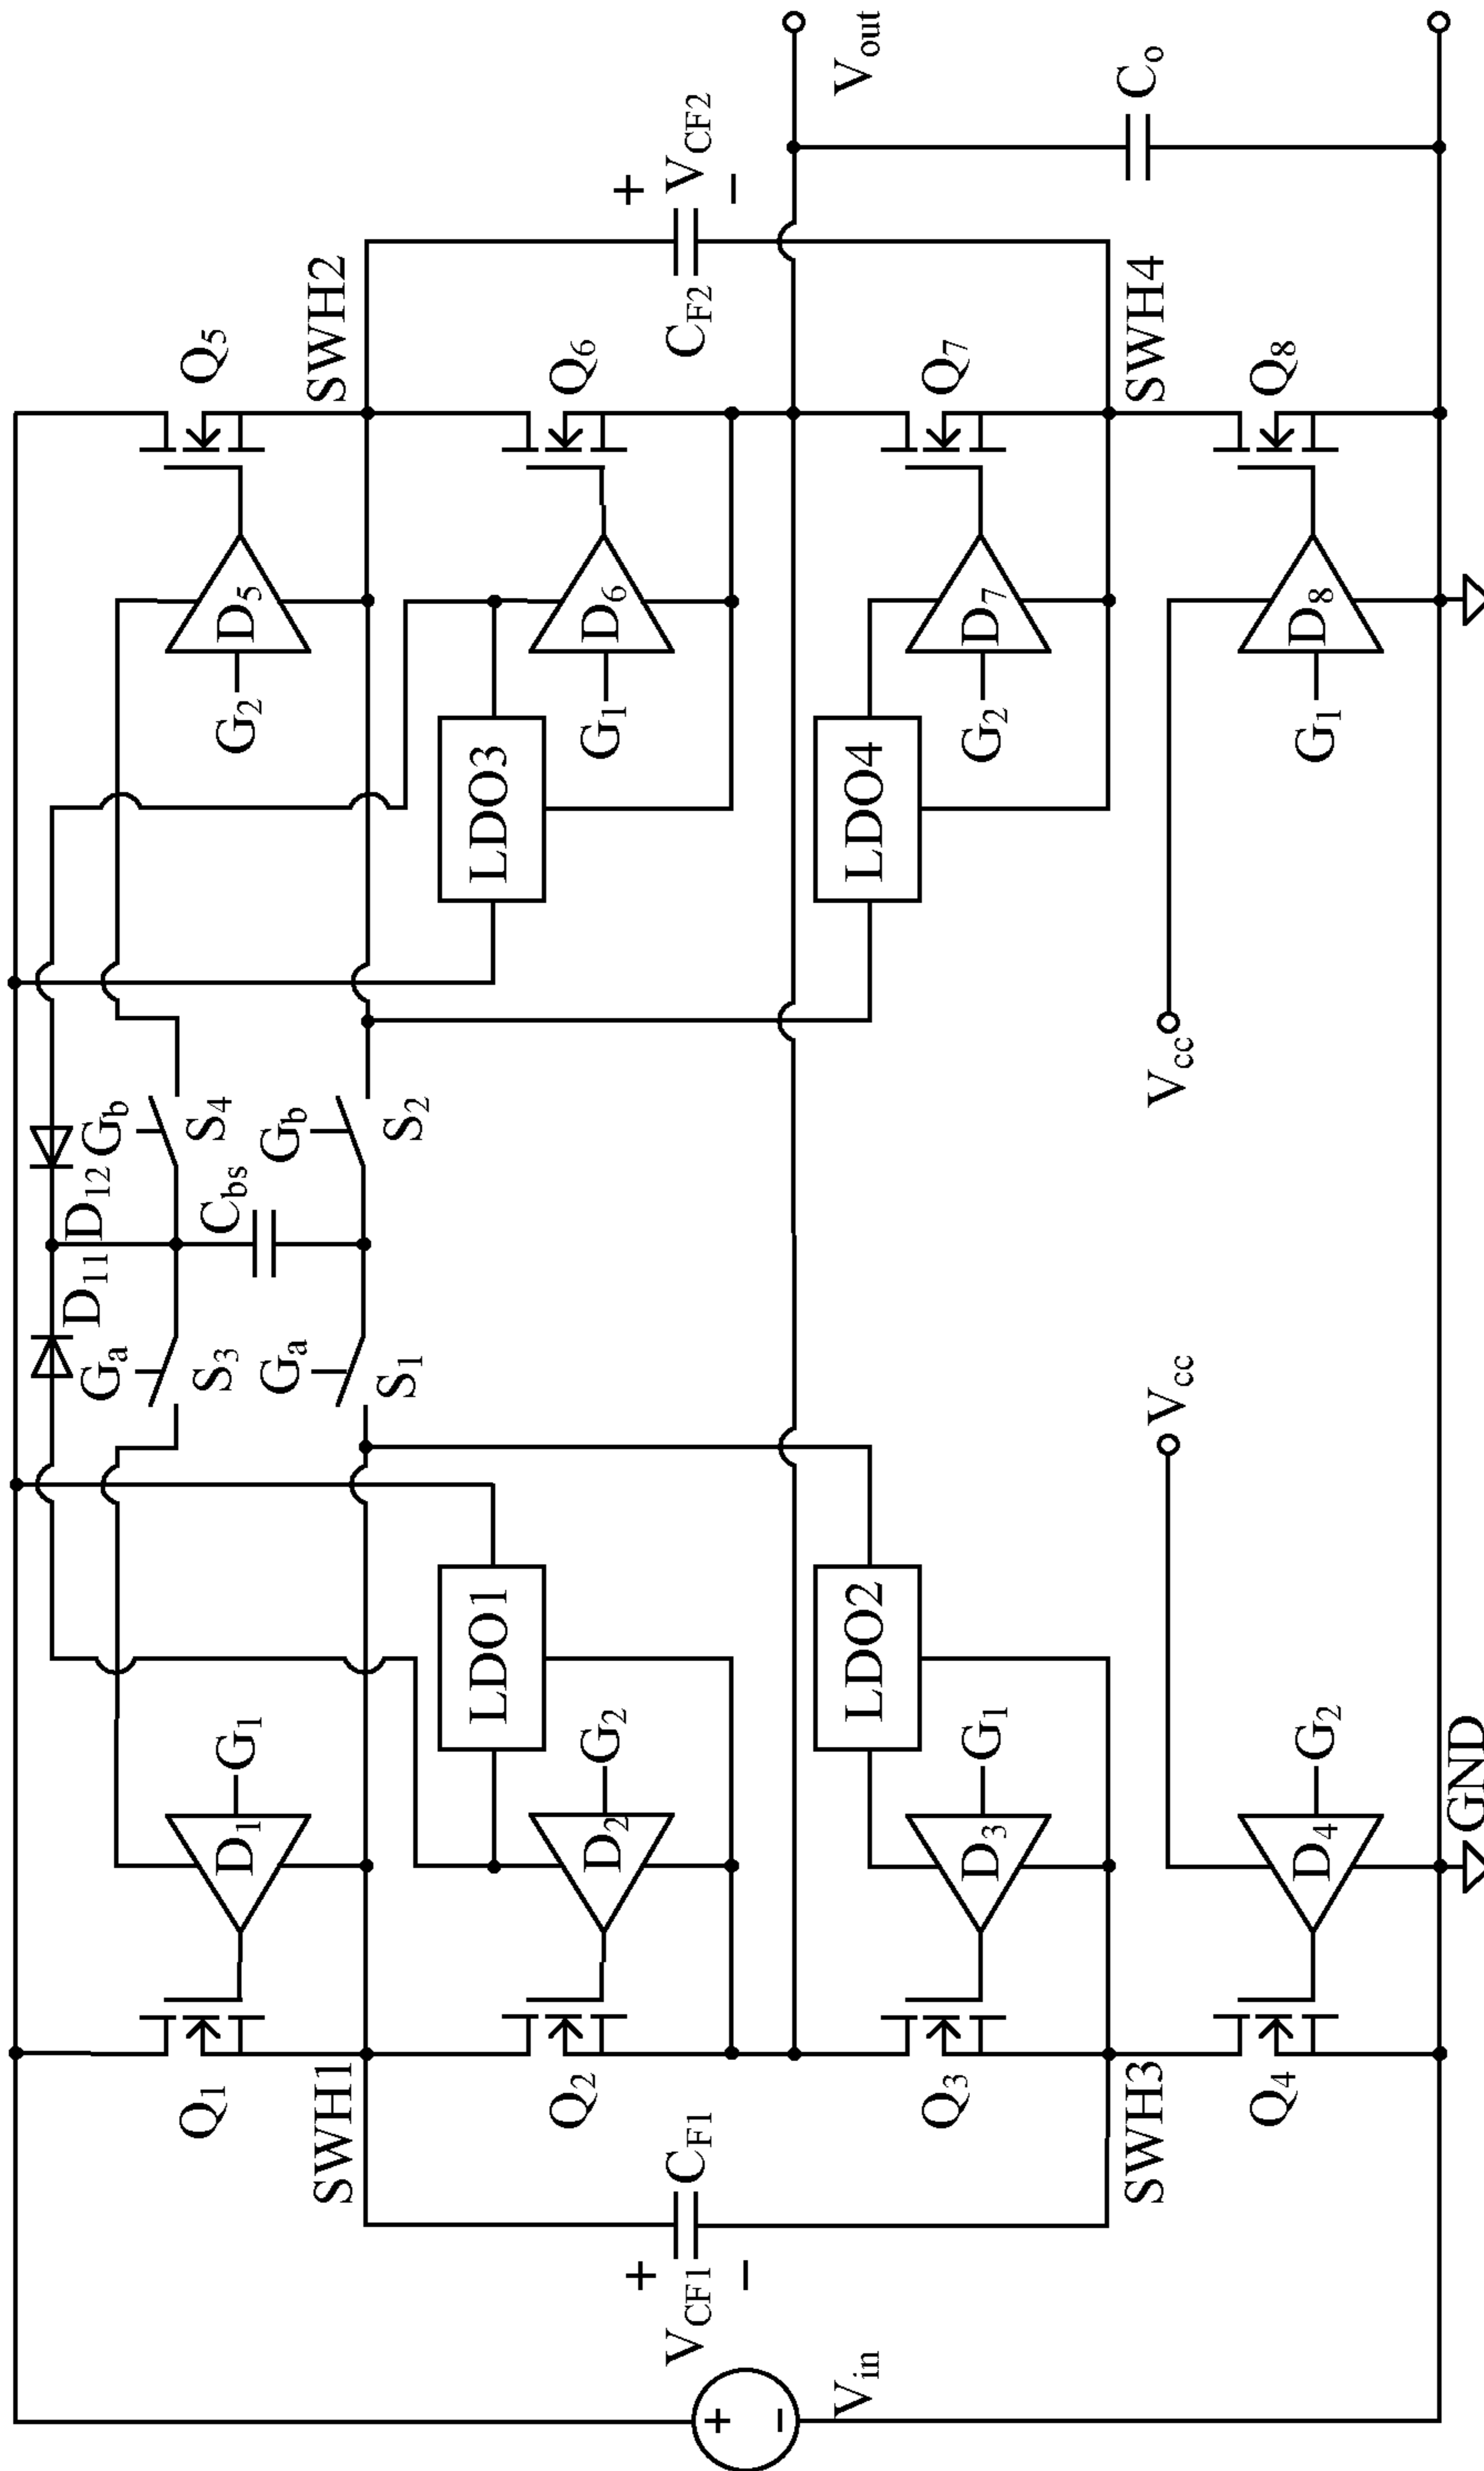 Vin
+
−
VCF1
+
−
CF1
Q1
SWH1
Q2
Q3
SWH3
Q4
D1
G1
D2
G2
LDO1
D3
G1
LDO2
D4
G2
GND
Vcc
D11
D12
Ga
S3
Ga
S1
Cbs
Gb
S4
Gb
S2
Vcc
G2
D5
LDO3
G1
D6
LDO4
G2
D7
G1
D8
Q5
SWH2
Q6
Q7
SWH4
Q8
CF2
+
VCF2
−
Vout
Co